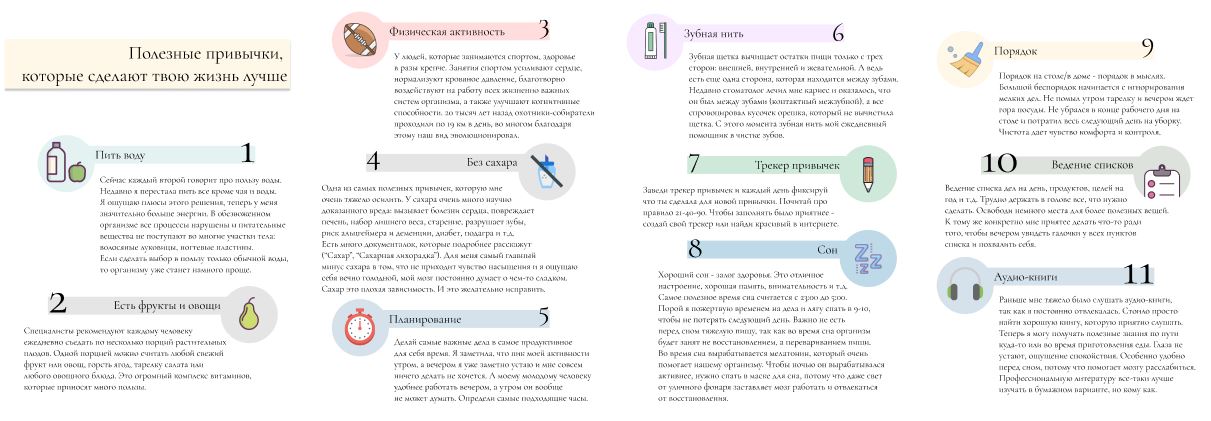 Полезные привычки,
которые сделают твою жизнь лучше
Пить воду
1
Сейчас каждый второй говорит про пользу воды.
Недавно я перестала пить все кроме чая и воды.
Я ощущаю плюсы этого решения, теперь у меня
значительно больше энергии. В обезвоженном
организме все процессы нарушены и питательные
вещества не поступают во многие участки тела:
волосяные луковицы, ногтевые пластины.
Если сделать выбор в пользу только обычной воды,
то организму уже станет намного проще.
2
Есть фрукты и овощи
Специалисты рекомендуют каждому человеку
ежедневно съедать по несколько порций растительных
плодов. Одной порцией можно считать любой свежий
фрукт или овощ, горсть ягод, тарелку салата или
любого овощного блюда. Это огромный комплекс витаминов,
которые приносят много пользы.
Физическая активность
3
У людей, которые занимаются спортом, здоровье
в разы крепче. Занятия спортом усиливают сердце,
нормализуют кровяное давление, благотворно
воздействуют на работу всех жизненно важных
систем организма, а также улучшают когнитивные
способности. 20 тысяч лет назад охотники-собиратели
проходили по 19 км в день, во многом благодаря
этому наш вид эволюционировал.
4
Без сахара
Одна из самых полезных привычек, которую мне
очень тяжело осилить. У сахара очень много научно
доказанного вреда: вызывает болезни сердца, повреждает
печень, набор лишнего веса, старение, разрушает зубы,
риск альцгеймера и деменции, диабет, подагра и т.д.
Есть много документалок, которые подробнее расскажут
("Сахар", "Сахарная лихорадка"). Для меня самый главный
минус сахара в том, что не приходит чувство насыщения и я ощущаю
себя вечно голодной, мой мозг постоянно думает о чем-то сладком.
Сахар это плохая зависимость. И это желательно исправить.
Планирование
5
Делай самые важные дела в самое продуктивное
для себя время. Я заметила, что пик моей активности
утром, а вечером я уже заметно устаю и мне совсем
ничего делать не хочется. А моему молодому человеку
удобнее работать вечером, а утром он вообще
не может думать. Определи самые подходящие часы.
Зубная нить
6
Зубная щетка вычищает остатки пищи только с трех
сторон: внешней, внутренней и жевательной. А ведь
есть еще одна сторона, которая находится между зубами.
Недавно стоматолог лечил мне кариес и оказалось, что
он был между зубами (контактный межзубной), а все
спровоцировал кусочек орешка, который не вычистила
щетка. С этого момента зубная нить мой ежедневный
помощник в чистке зубов.
7
Трекер привычек
Заведи трекер привычек и каждый день фиксируй
что ты сделала для новой привычки. Почитай про
правило 21-40-90. Чтобы заполнять было приятнее -
создай свой трекер или найди красивый в интернете.
8
Сон
Хороший сон - залог здоровья. Это отличное
настроение, хорошая память, внимательность и т.д.
Самое полезное время сна считается с 23:00 до 5:00.
Порой я пожертвую временем на дела и лягу спать в 9-10,
чтобы не потерять следующий день. Важно не есть
перед сном тяжелую пищу, так как во время сна организм
будет занят не восстановлением, а перевариванием пищи.
Во время сна вырабатывается мелатонин, который очень
помогает нашему организму. Чтобы ночью он вырабатывался
активнее, нужно спать в маске для сна, потому что даже свет
от уличного фонаря заставляет мозг работать и отвлекаться
от восстановления.
Порядок
9
Порядок на столе/в доме - порядок в мыслях.
Большой беспорядок начинается с игнорирования
мелких дел. Не помыл утром тарелку и вечером ждет
гора посуды. Не убрался в конце рабочего дня на
столе и потратил весь следующий день на уборку.
Чистота дает чувство комфорта и контроля.
10
Ведение списков
Ведение списка дел на день, продуктов, целей на
год и т.д. Трудно держать в голове все, что нужно
сделать. Освободи немного места для более полезных вещей.
К тому же конкретно мне приятно делать что-то ради
того, чтобы вечером увидеть галочки у всех пунктов
списка и похвалить себя.
Аудио-книги
11
Раньше мне тяжело было слушать аудио-книги,
так как я постоянно отвлекалась. Стоило просто
найти хорошую книгу, которую приятно слушать.
Теперь я могу получать полезные знания по пути
куда-то или во время приготовления еды. Глаза не
устают, ощущение спокойствия. Особенно удобно
перед сном, потому что помогает мозгу расслабиться.
Профессиональную литературу все-таки лучше
изучать в бумажном варианте, но кому как.